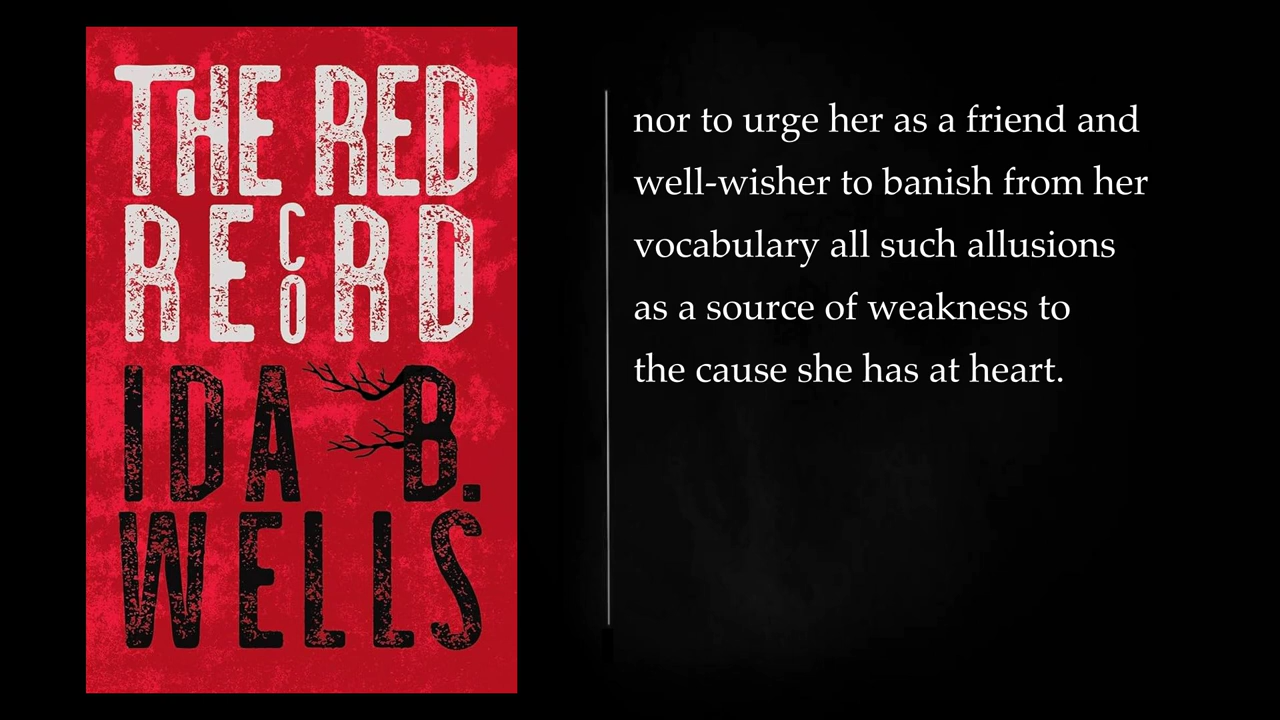 THE RED
RECORD
IDA B.
WELLS
nor to urge her as a friend and
well-wisher to banish from her
vocabulary all such allusions
as a source of weakness to
the cause she has at heart.